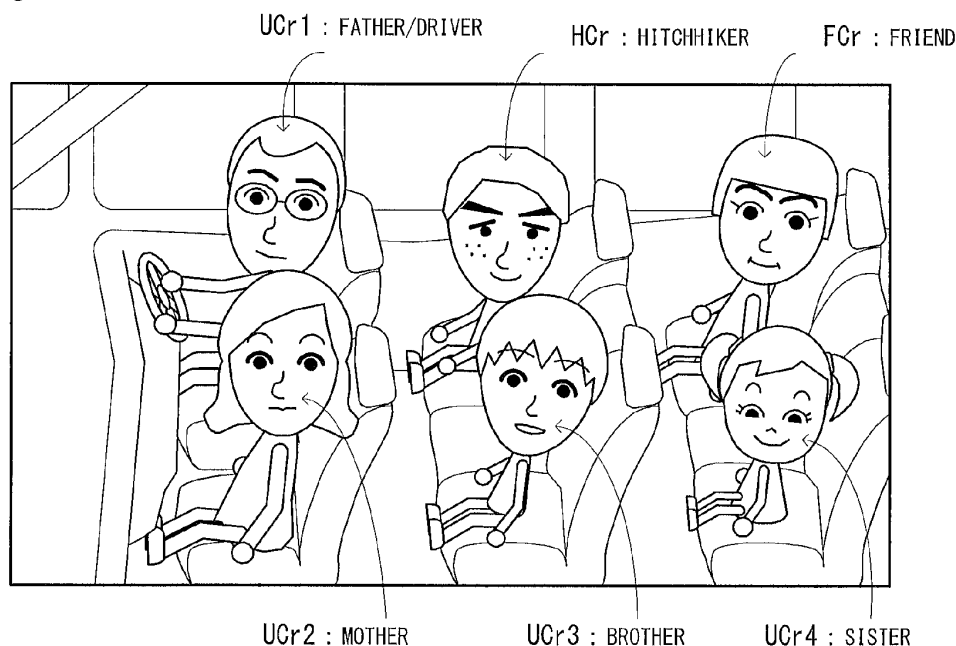 UCr1 : FATHER/DRIVER
HCr : HITCHHIKER
FCr : FRIEND
UCr2 : MOTHER
UCr3 : BROTHER
UCr4 : SISTER